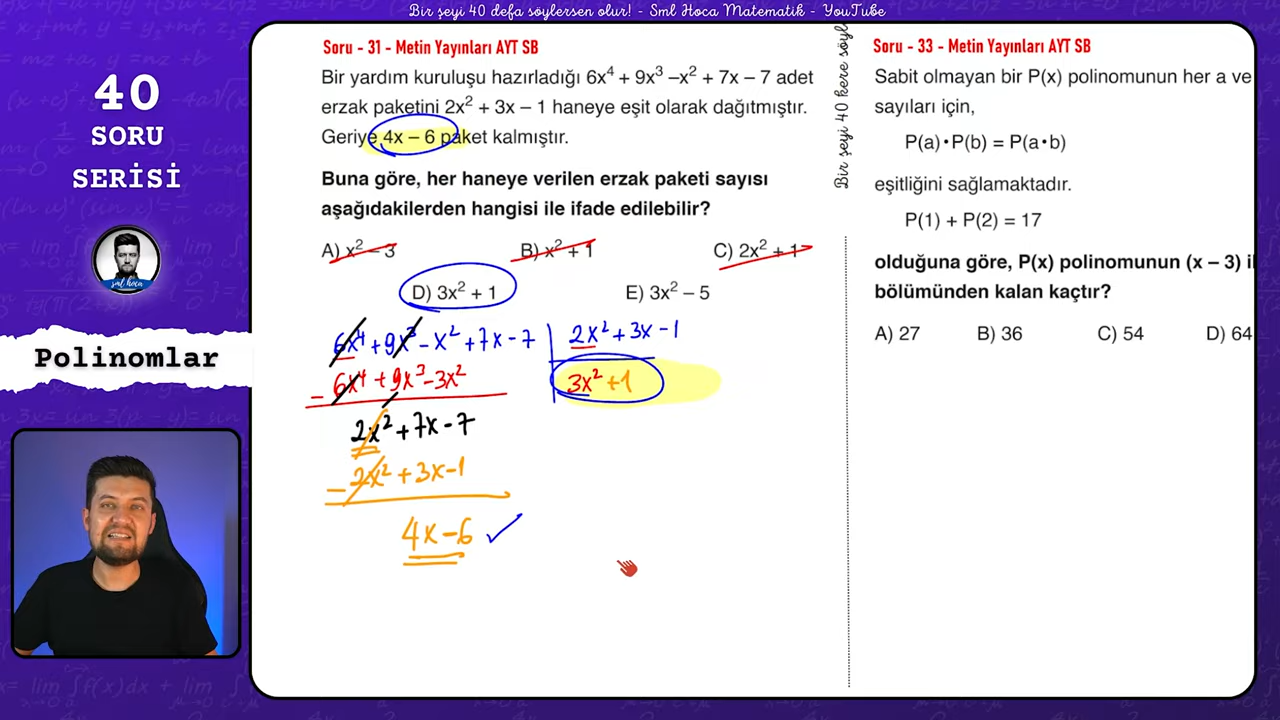 Bir şeyi 40 defa söylersen olur! - Sml Hoca Matematik - YouTube
40
SORU
SERİSİ
sml hoca
Polinomlar
Soru - 31 - Metin Yayınları AYT SB
Bir yardım kuruluşu hazırladığı 6x⁴ + 9x³ –x² + 7x – 7 adet
erzak paketini 2x² + 3x – 1 haneye eşit olarak dağıtmıştır.
Geriye 4x – 6 paket kalmıştır.
Buna göre, her haneye verilen erzak paketi sayısı
aşağıdakilerden hangisi ile ifade edilebilir?
A) x² – 3 B) x² + 1 C) 2x² + 1
D) 3x² + 1 E) 3x² – 5
6x⁴ + 9x³ - x² + 7x - 7 2x² + 3x - 1
- 6x⁴ + 9x³ - 3x² 3x² + 1
2x² + 7x - 7
- 2x² + 3x - 1
4x - 6
Bir şeyi 40 kere söyl
Soru - 33 - Metin Yayınları AYT SB
Sabit olmayan bir P(x) polinomunun her a ve
sayıları için,
P(a)•P(b) = P(a•b)
eşitliğini sağlamaktadır.
P(1) + P(2) = 17
olduğuna göre, P(x) polinomunun (x – 3) il
bölümünden kalan kaçtır?
A) 27 B) 36 C) 54 D) 64